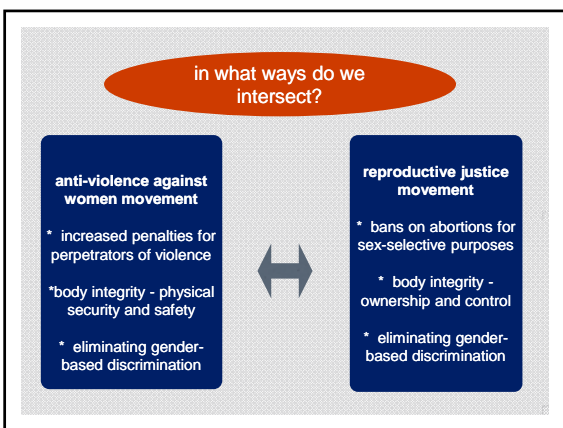 in what ways do we
intersect?
anti-violence against
women movement
* increased penalties for
perpetrators of violence
*body integrity - physical
security and safety
* eliminating gender-
based discrimination
reproductive justice
movement
* bans on abortions for
sex-selective purposes
* body integrity -
ownership and control
* eliminating gender-
based discrimination